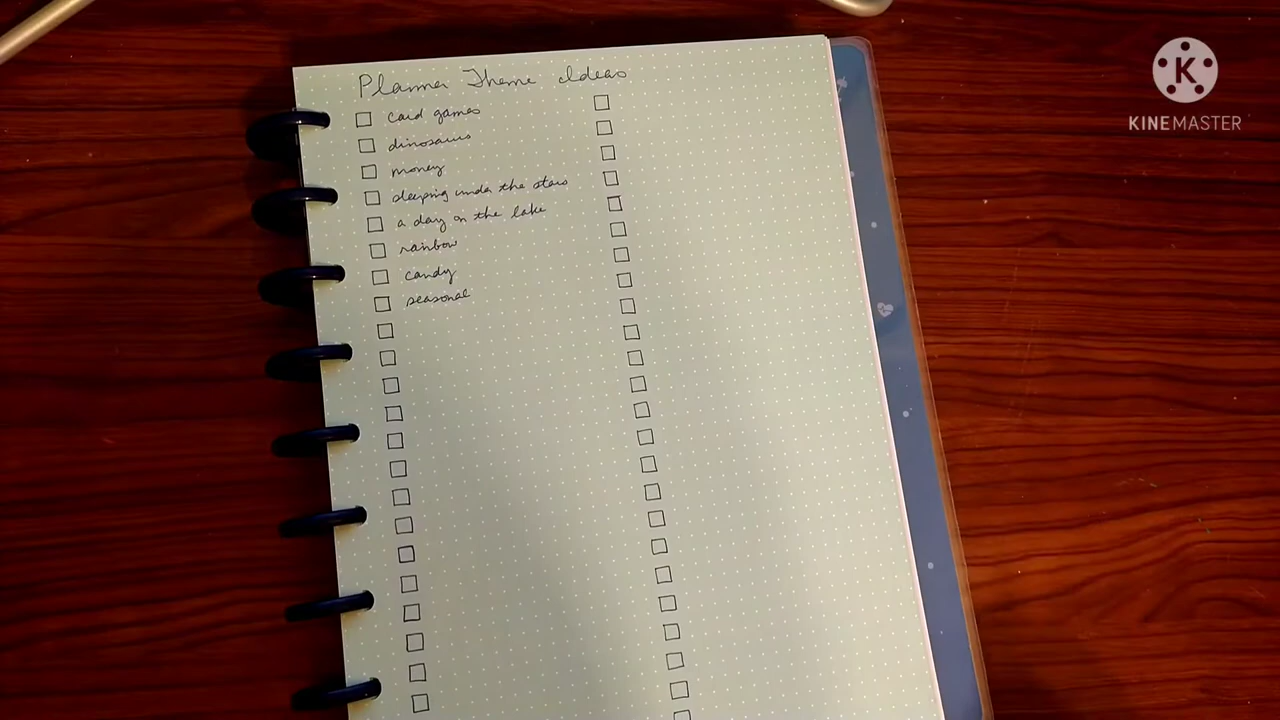 Planner Theme Ideas
card games
dinosaurs
money
sleeping under the stars
a day on the lake
rainbow
candy
seasonal
K
KINEMASTER